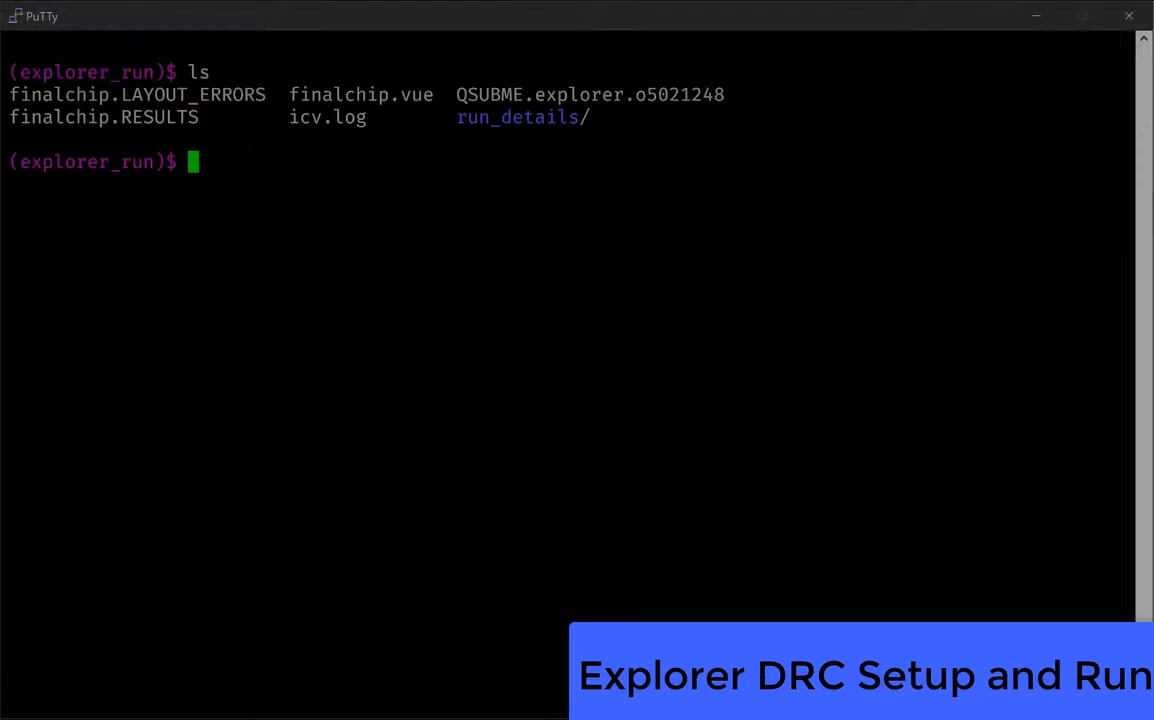 PuTTy
(explorer_run)$ ls
finalchip.LAYOUT_ERRORS  finalchip.vue  QSUBME.explorer.o5021248
finalchip.RESULTS        icv.log        run_details/
(explorer_run)$
Explorer DRC Setup and Run